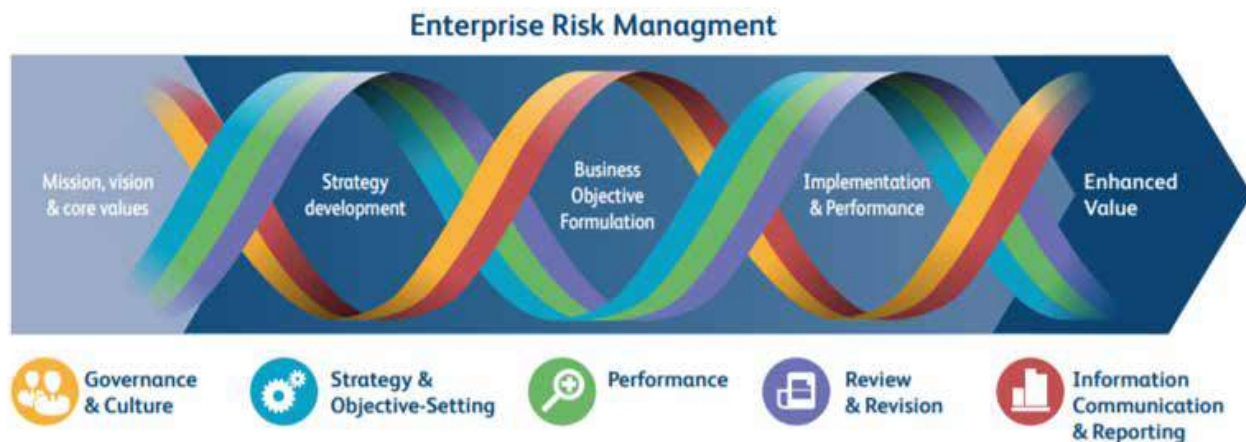 Enterprise Risk Managment
Mission, vision
& core values
Strategy
development
Business
Objective
Formulation
Implementation
& Performance
Enhanced
Value
Governance
& Culture
Strategy &
Objective-Setting
Performance
Review
& Revision
Information
Communication
& Reporting